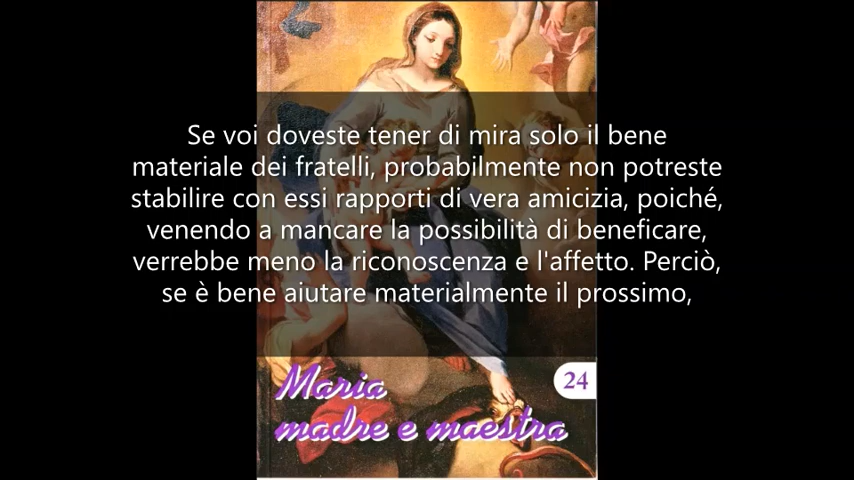 Se voi doveste tener di mira solo il bene
materiale dei fratelli, probabilmente non potreste
stabilire con essi rapporti di vera amicizia, poiché,
venendo a mancare la possibilità di beneficare,
verrebbe meno la riconoscenza e l'affetto. Perciò,
se è bene aiutare materialmente il prossimo,
24
Maria
madre e maestra